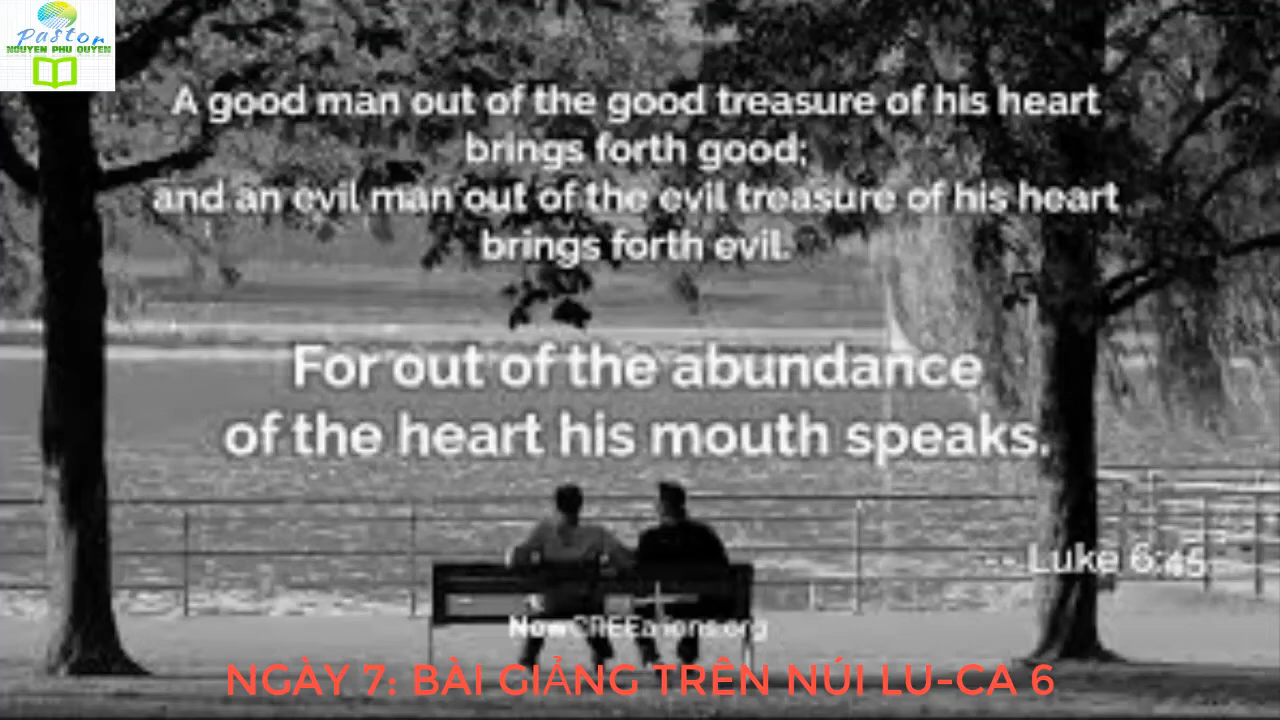 Pastor
NGUYEN PHU QUYEN
A good man out of the good treasure of his heart
brings forth good;
and an evil man out of the evil treasure of his heart
brings forth evil.
For out of the abundance
of the heart his mouth speaks.
-- Luke 6:45
NowCREEations.org
NGÀY 7: BÀI GIẢNG TRÊN NÚI LU-CA 6